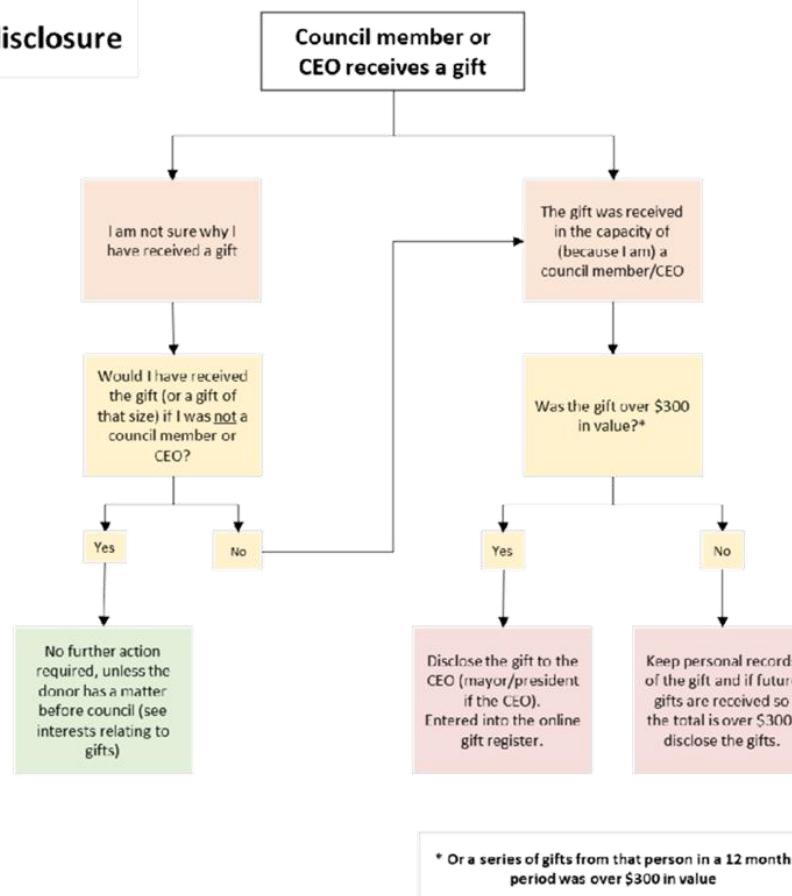 isclosure
Council member or
CEO receives a gift
I am not sure why I
have received a gift
The gift was received
in the capacity of
(because I am) a
council member/CEO
Would I have received
the gift (or a gift of
that size) if I was not a
council member or
CEO?
Was the gift over $300
in value?*
Yes
No
Yes
No
No further action
required, unless the
donor has a matter
before council (see
interests relating to
gifts)
Disclose the gift to the
CEO (mayor/president
if the CEO).
Entered into the online
gift register.
Keep personal record
of the gift and if futur
gifts are received so
the total is over $300
disclose the gifts.
* Or a series of gifts from that person in a 12 month
period was over $300 in value